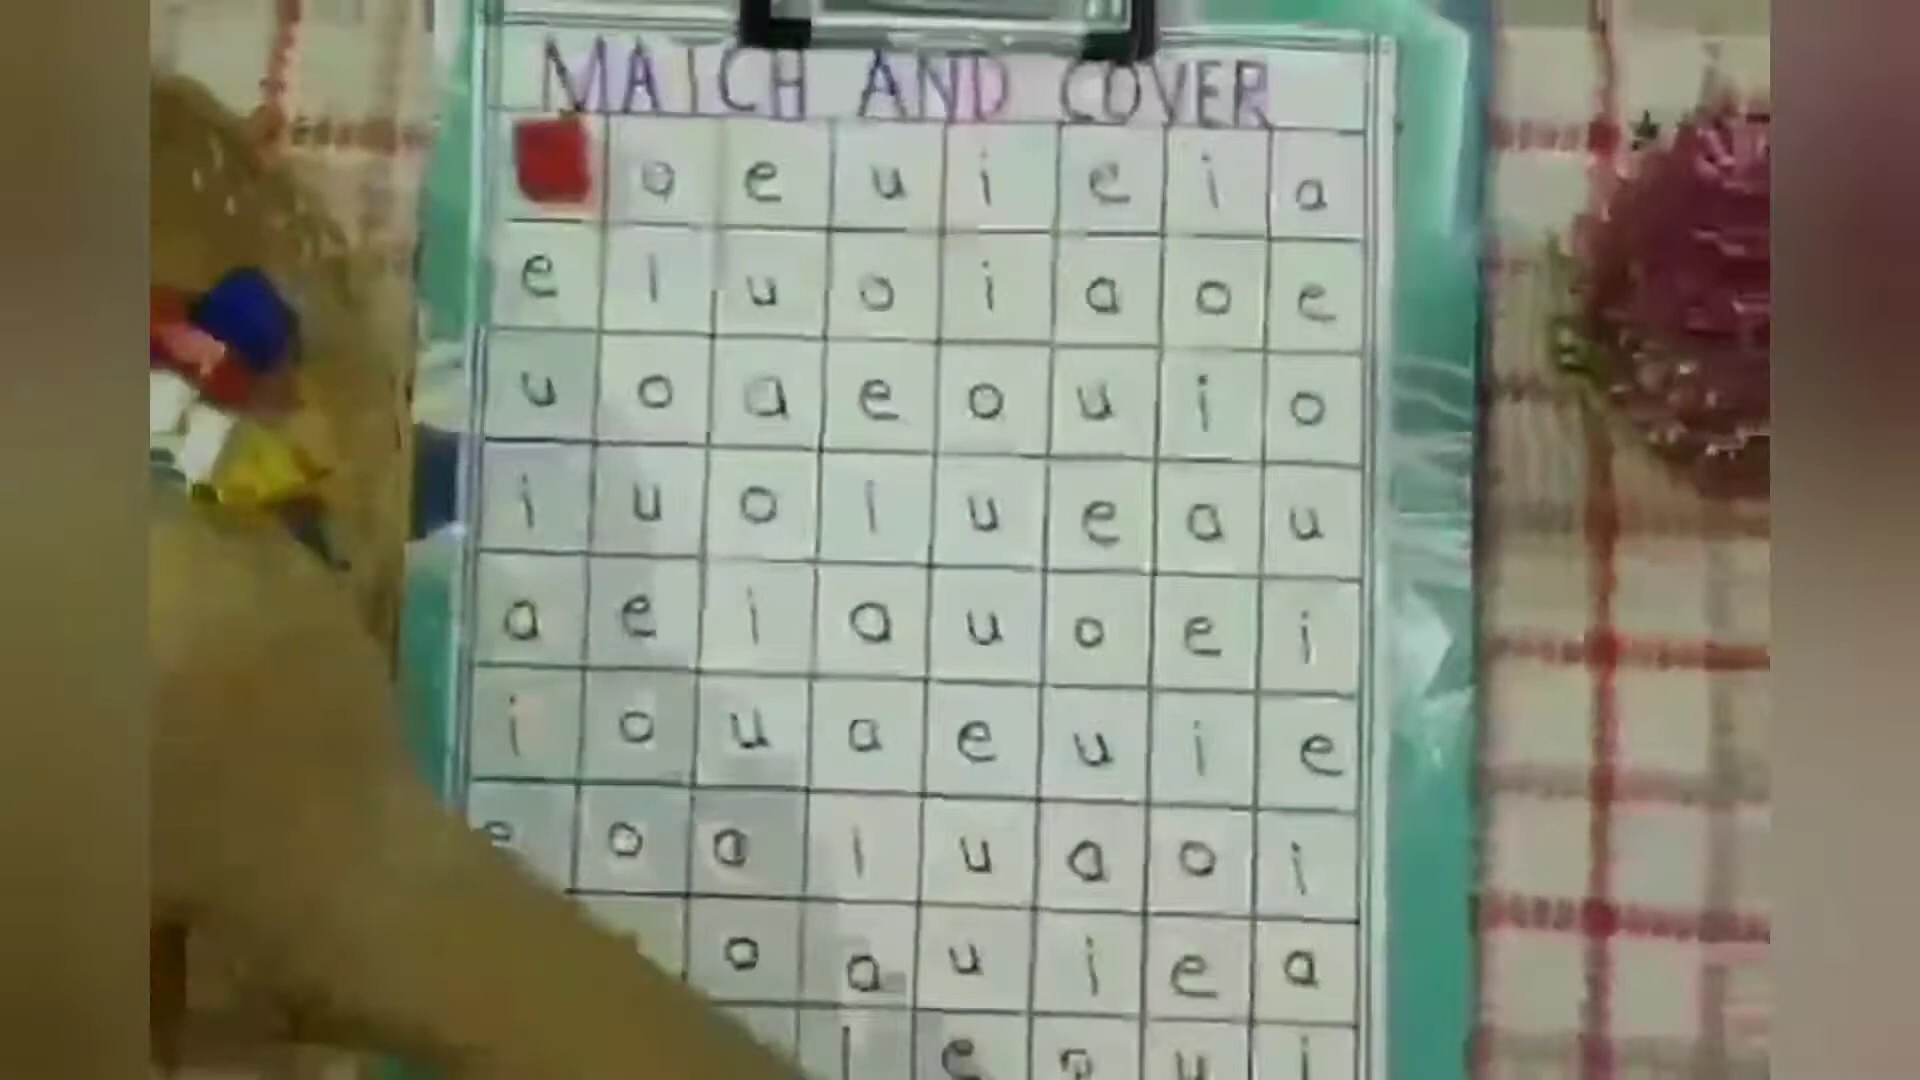 MATCH AND COVER
o e u i e i a
e i u o i a o e
u o a e o u i o
i u o i u e a u
a e i a u o e i
i o u a e u i e
e o a i u a o i
o a u i e a
i e a u i